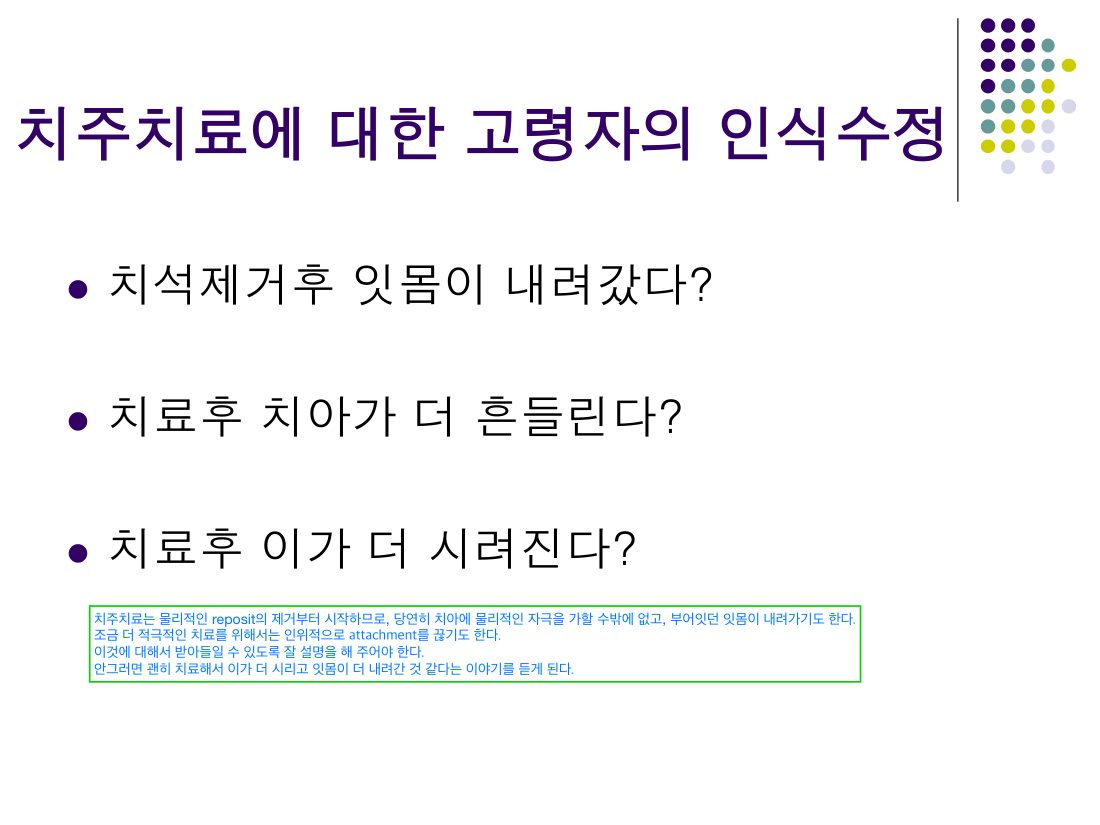 치주치료에 대한 고령자의 인식수정
● 치석제거후 잇몸이 내려갔다?
● 치료후 치아가 더 흔들린다?
● 치료후 이가 더 시려진다?
치주치료는 물리적인 reposit의 제거부터 시작하므로, 당연히 치아에 물리적인 자극을 가할 수밖에 없고, 부어잇던 잇몸이 내려가기도 한다.
조금 더 적극적인 치료를 위해서는 인위적으로 attachment를 끊기도 한다.
이것에 대해서 받아들일 수 있도록 잘 설명을 해 주어야 한다.
안그러면 괜히 치료해서 이가 더 시리고 잇몸이 더 내려간 것 같다는 이야기를 듣게 된다.